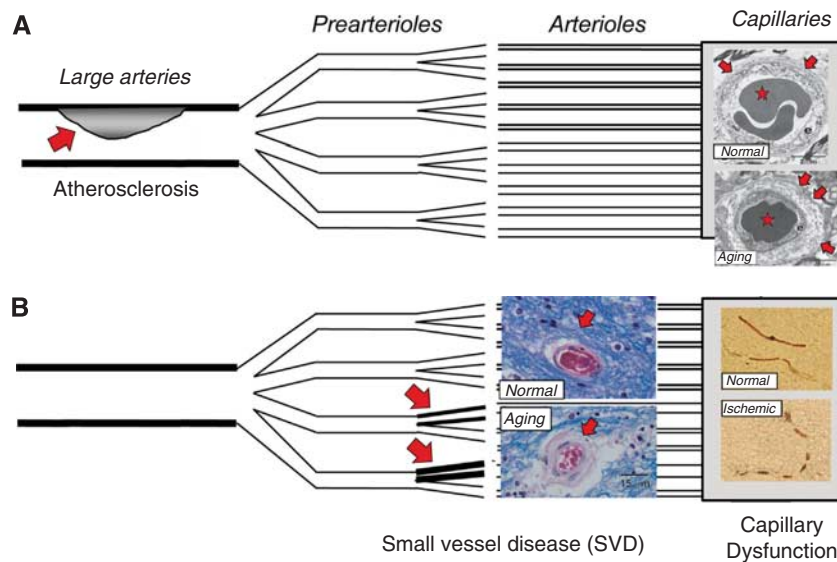 A
Prearterioles
Arterioles
Capillaries
Large arteries
Atherosclerosis
Normal
e
Aging
e
B
Normal
Aging
Normal
Ischemic
Small vessel disease (SVD)
Capillary
Dysfunction